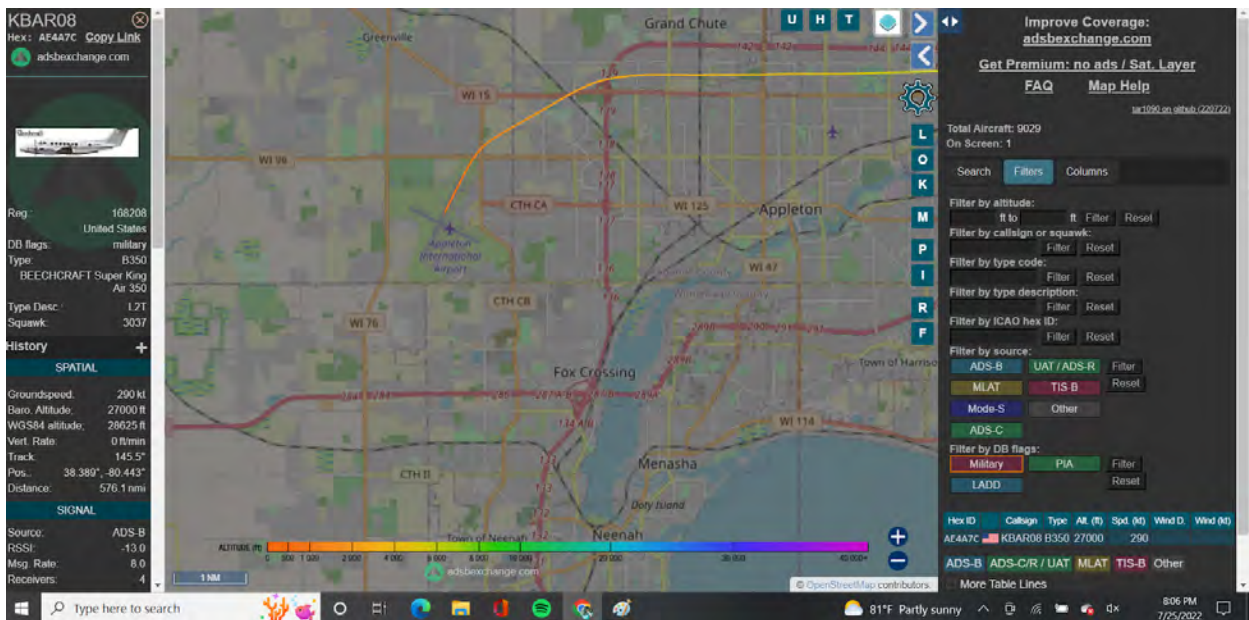 KBAR08
Hex: AE4A7C Copy Link
adsbexchange.com
Reg.: 168208
United States
DB flags: military
Type: B350
BEECHCRAFT Super King
Air 350
Type Desc.: L2T
Squawk: 3037
History +
SPATIAL
Groundspeed: 290 kt
Baro. Altitude: 27000 ft
WGS84 altitude: 28625 ft
Vert. Rate: 0 ft/min
Track: 145.5°
Pos.: 38.389°, -80.443°
Distance: 576.1 nmi
SIGNAL
Source: ADS-B
RSSI: -13.0
Msg. Rate: 8.0
Receivers: 4
Greenville
Grand Chute
WI 15
WI 96
CTH CA
WI 125
Appleton
Appleton
International
Airport
WI 47
CTH CB
WI 76
Fox Crossing
Town of Harriso
WI 114
CTH II
Menasha
Doty Island
Town of Neenah
Neenah
ALTITUDE (ft)
0 500 1 000 2 000 4 000 6 000 8 000 10 000 20 000 30 000 40 000+
adsbexchange.com
1 NM
© OpenStreetMap contributors.
U H T
L
O
K
M
P
I
R
F
Improve Coverage:
adsbexchange.com
Get Premium: no ads / Sat. Layer
FAQ Map Help
tar1090 on github (220722)
Total Aircraft: 9029
On Screen: 1
Search Filters Columns
Filter by altitude:
ft to ft Filter Reset
Filter by callsign or squawk:
Filter Reset
Filter by type code:
Filter Reset
Filter by type description:
Filter Reset
Filter by ICAO hex ID:
Filter Reset
Filter by source:
ADS-B UAT / ADS-R Filter
MLAT TIS-B Reset
Mode-S Other
ADS-C
Filter by DB flags:
Military PIA Filter
LADD Reset
Hex ID Callsign Type Alt. (ft) Spd. (kt) Wind D. Wind (kt)
AE4A7C KBAR08 B350 27000 290
ADS-B ADS-C/R / UAT MLAT TIS-B Other
More Table Lines
Type here to search
81°F Partly sunny
8:06 PM
7/25/2022